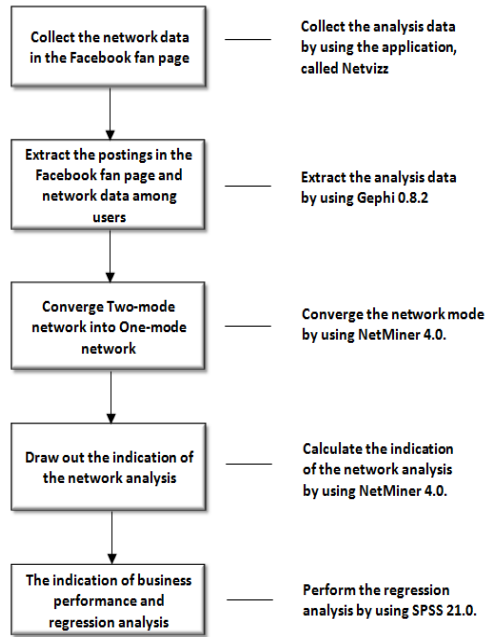 Collect the network data
in the Facebook fan page
Collect the analysis data
by using the application,
called Netvizz
Extract the postings in the
Facebook fan page and
network data among
users
Extract the analysis data
by using Gephi 0.8.2
Converge Two-mode
network into One-mode
network
Converge the network mode
by using NetMiner 4.0.
Draw out the indication of
the network analysis
Calculate the indication
of the network analysis
by using NetMiner 4.0.
The indication of business
performance and
regression analysis
Perform the regression
analysis by using SPSS 21.0.